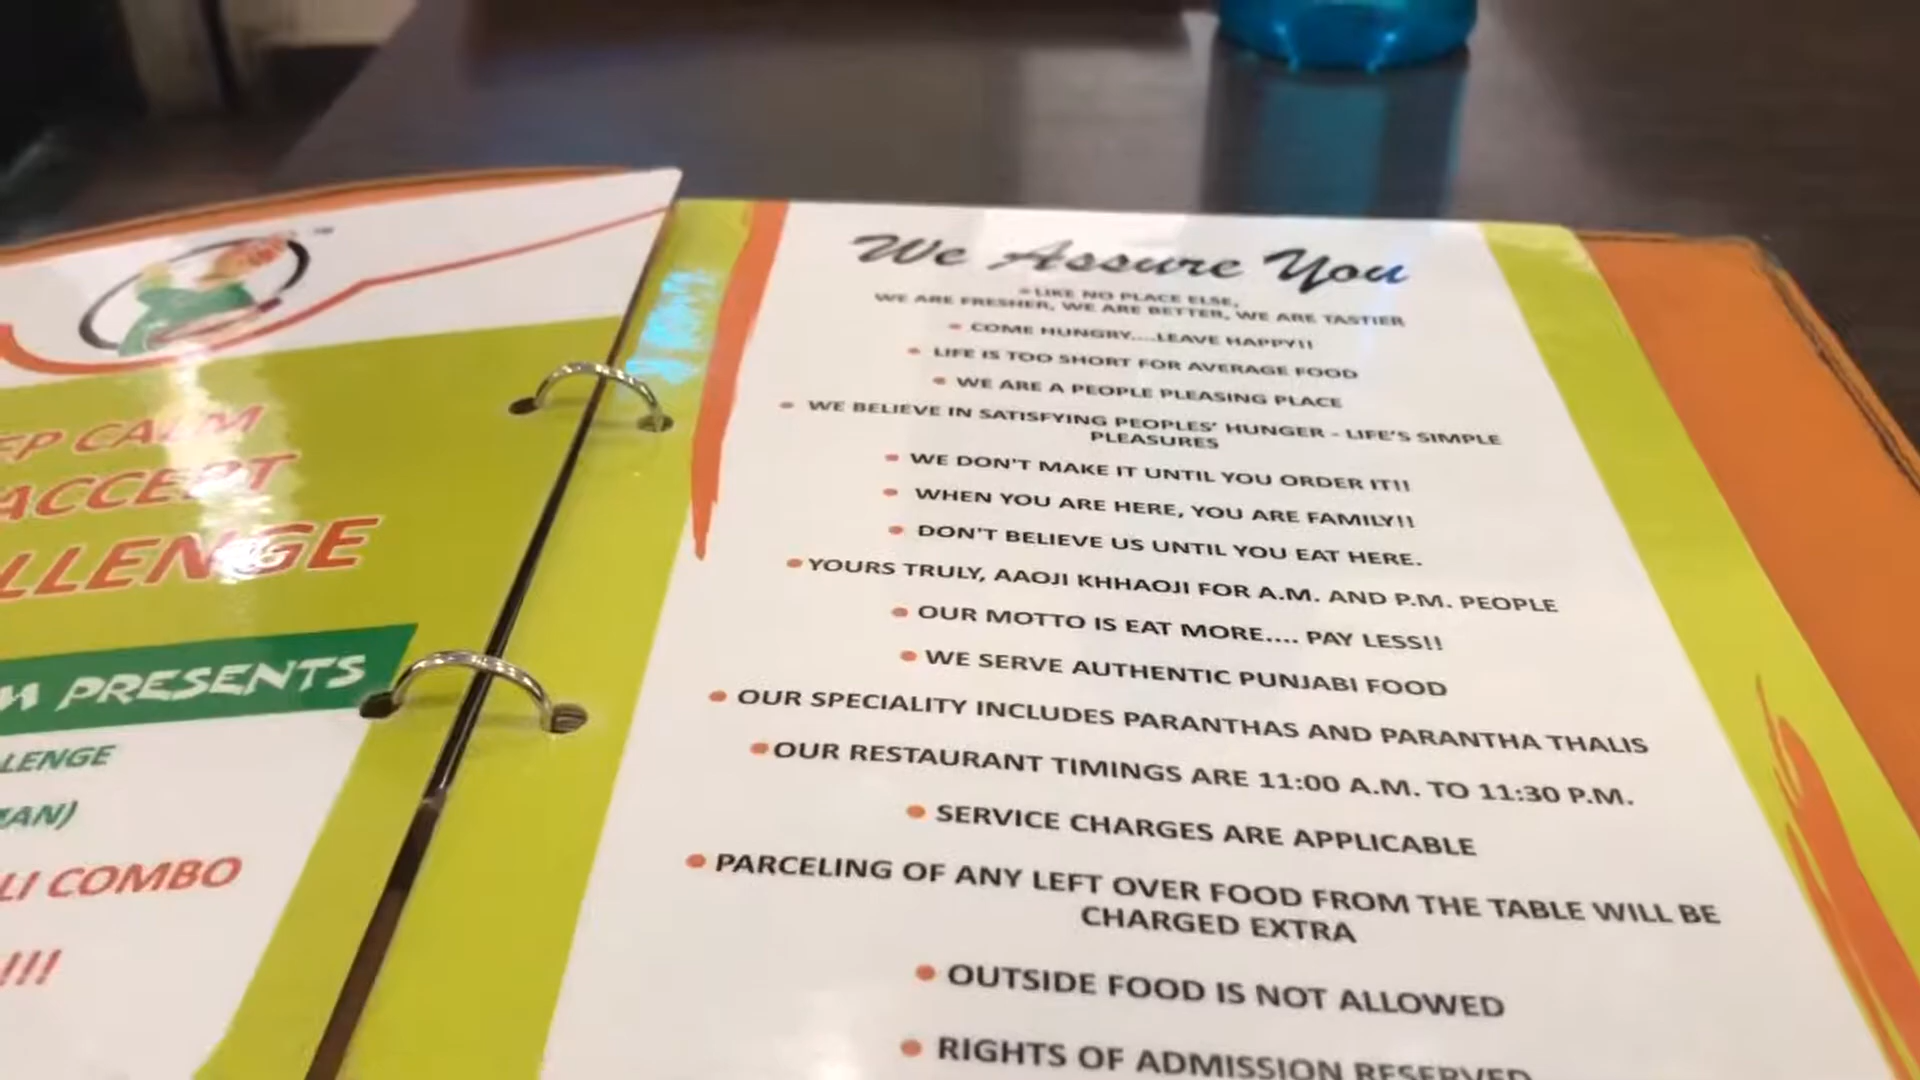 EP CALM
ACCEPT
LLENGE
PRESENTS
LENGE
LI COMBO
!!!
We Assure You
LIKE NO PLACE ELSE,
WE ARE FRESHER, WE ARE BETTER, WE ARE TASTIER
COME HUNGRY....LEAVE HAPPY!!
LIFE IS TOO SHORT FOR AVERAGE FOOD
WE ARE A PEOPLE PLEASING PLACE
WE BELIEVE IN SATISFYING PEOPLES' HUNGER - LIFE'S SIMPLE
PLEASURES
WE DON'T MAKE IT UNTIL YOU ORDER IT!!
WHEN YOU ARE HERE, YOU ARE FAMILY!!
DON'T BELIEVE US UNTIL YOU EAT HERE.
YOURS TRULY, AAOJI KHHAOJI FOR A.M. AND P.M. PEOPLE
OUR MOTTO IS EAT MORE.... PAY LESS!!
WE SERVE AUTHENTIC PUNJABI FOOD
OUR SPECIALITY INCLUDES PARANTHAS AND PARANTHA THALIS
OUR RESTAURANT TIMINGS ARE 11:00 A.M. TO 11:30 P.M.
SERVICE CHARGES ARE APPLICABLE
PARCELING OF ANY LEFT OVER FOOD FROM THE TABLE WILL BE
CHARGED EXTRA
OUTSIDE FOOD IS NOT ALLOWED
RIGHTS OF ADMISSION RESERVED